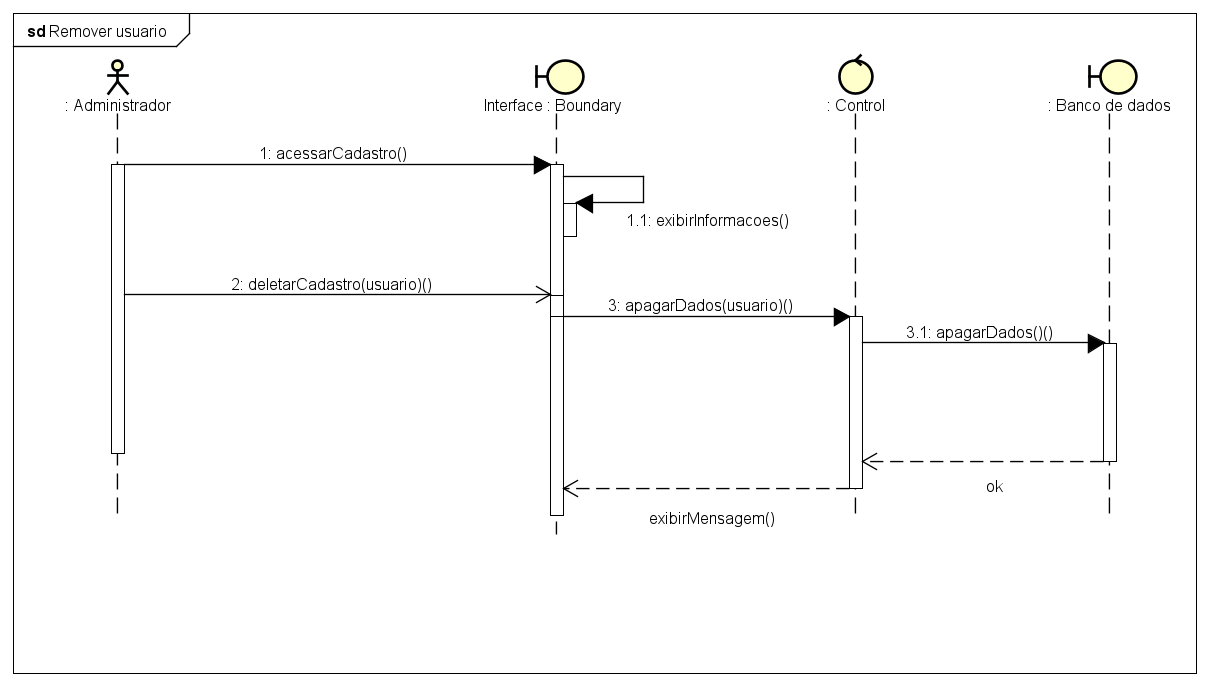 sd Remover usuario
: Administrador
Interface : Boundary
: Control
: Banco de dados
1: acessarCadastro()
1.1: exibirInformacoes()
2: deletarCadastro(usuario)()
3: apagarDados(usuario)()
3.1: apagarDados()()
ok
exibirMensagem()